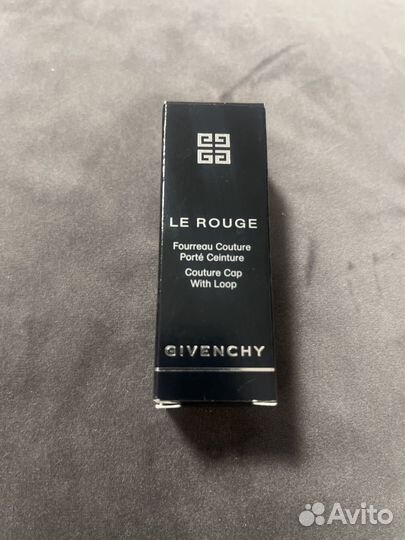 LE ROUGE
Fourreau Couture
Porté Ceinture
Couture Cap
With Loop
GIVENCHY
Avito